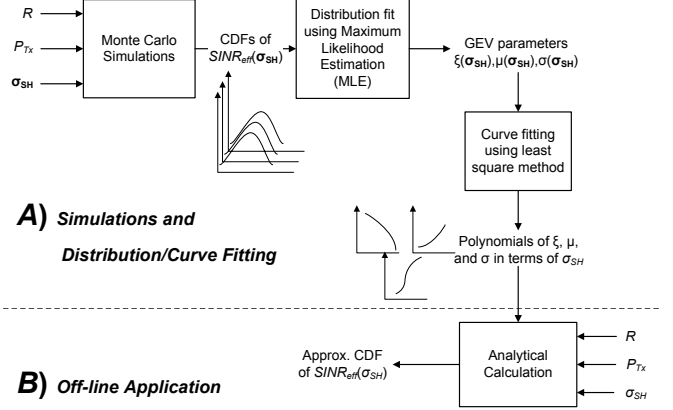 R
P_Tx
σ_SH
Monte Carlo
Simulations
CDFs of
SINR_eff(σ_SH)
Distribution fit
using Maximum
Likelihood
Estimation
(MLE)
GEV parameters
ξ(σ_SH),μ(σ_SH),σ(σ_SH)
Curve fitting
using least
square method
A) Simulations and
Distribution/Curve Fitting
Polynomials of ξ, μ,
and σ in terms of σ_SH
Approx. CDF
of SINR_eff(σ_SH)
Analytical
Calculation
R
P_Tx
σ_SH
B) Off-line Application